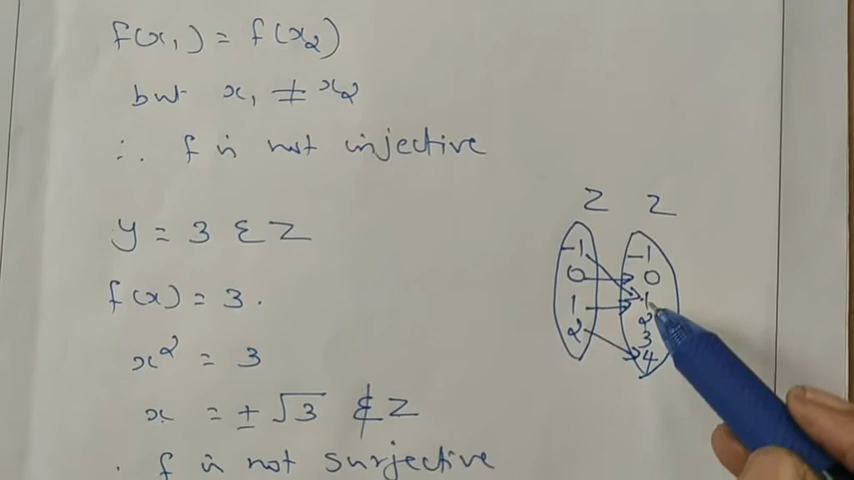 f(x₁) = f(x₂)
but x₁ ≠ x₂
∴ f is not injective
y = 3 ∈ Z
f(x) = 3.
x² = 3
x = ± √3 ∉ Z
. f is not surjective
Z Z
-1 -1
0 0
1 1
2 2
3
4